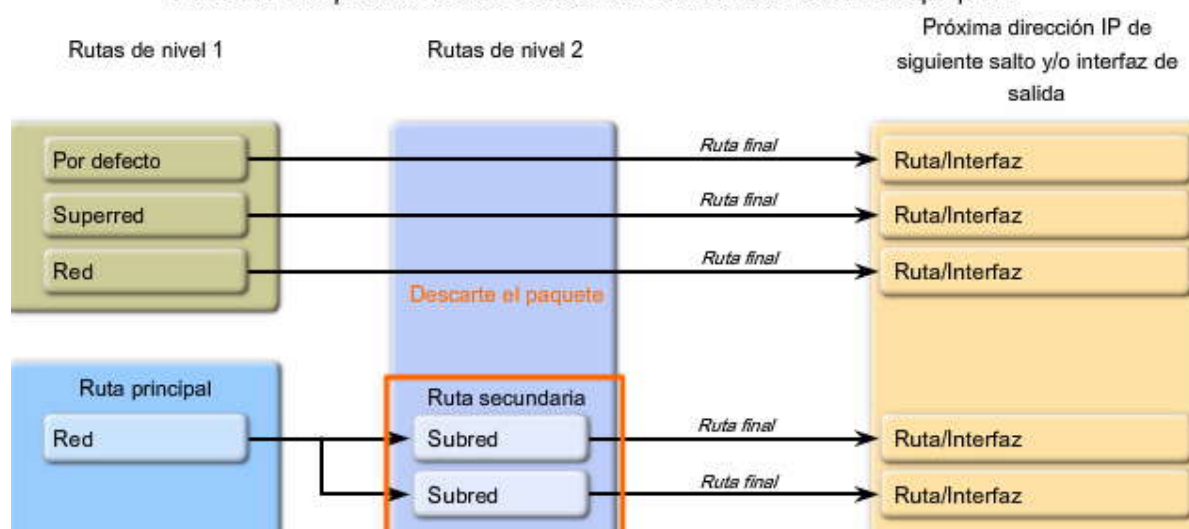 Rutas de nivel 1
Rutas de nivel 2
Próxima dirección IP de
siguiente salto y/o interfaz de
salida
Por defecto
Ruta final
Ruta/Interfaz
Superred
Ruta final
Ruta/Interfaz
Red
Ruta final
Ruta/Interfaz
Descarte el paquete
Ruta principal
Ruta secundaria
Red
Subred
Ruta final
Ruta/Interfaz
Subred
Ruta final
Ruta/Interfaz